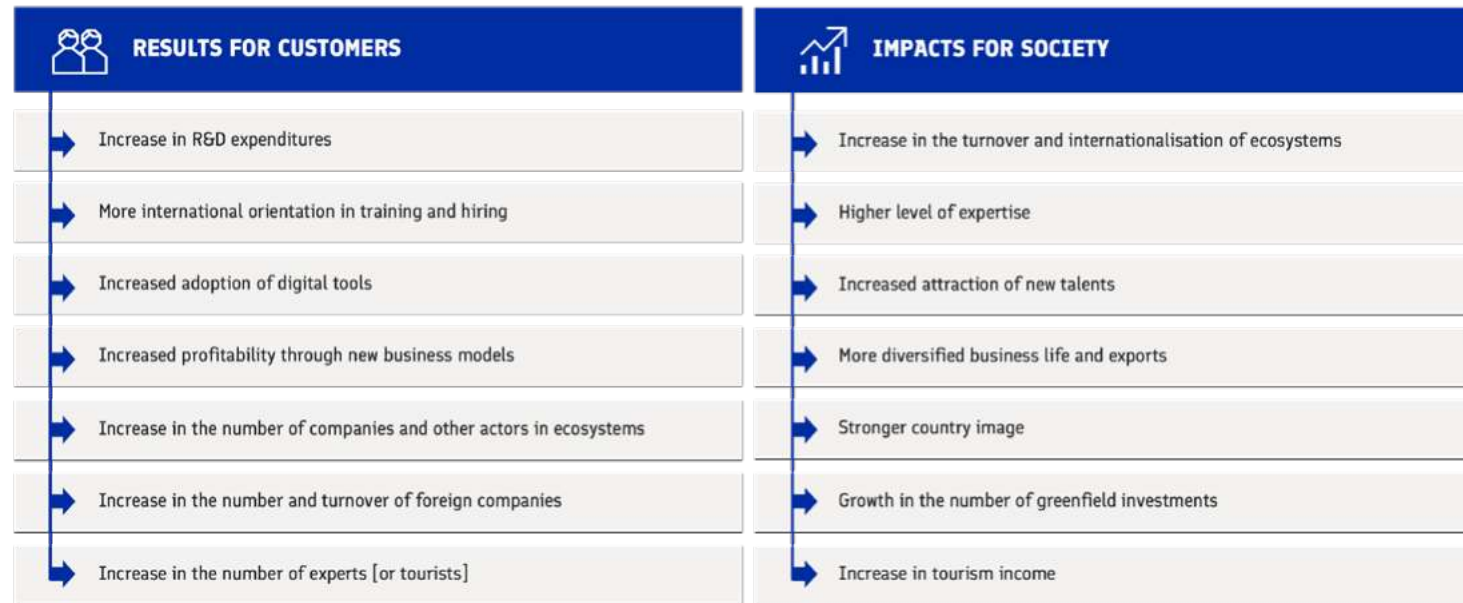 RESULTS FOR CUSTOMERS
Increase in R&D expenditures
More international orientation in training and hiring
Increased adoption of digital tools
Increased profitability through new business models
Increase in the number of companies and other actors in ecosystems
Increase in the number and turnover of foreign companies
Increase in the number of experts [or tourists]
IMPACTS FOR SOCIETY
Increase in the turnover and internationalisation of ecosystems
Higher level of expertise
Increased attraction of new talents
More diversified business life and exports
Stronger country image
Growth in the number of greenfield investments
Increase in tourism income